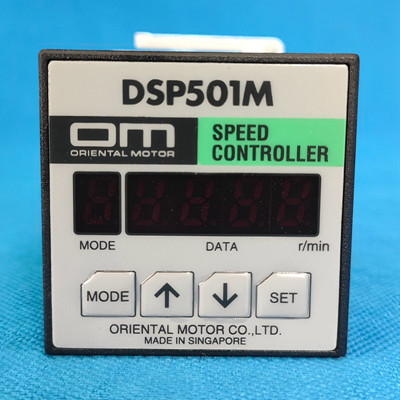 DSP501M
OM
ORIENTAL MOTOR
SPEED
CONTROLLER
MODE DATA r/min
MODE ↑ ↓ SET
ORIENTAL MOTOR CO.,LTD.
MADE IN SINGAPORE